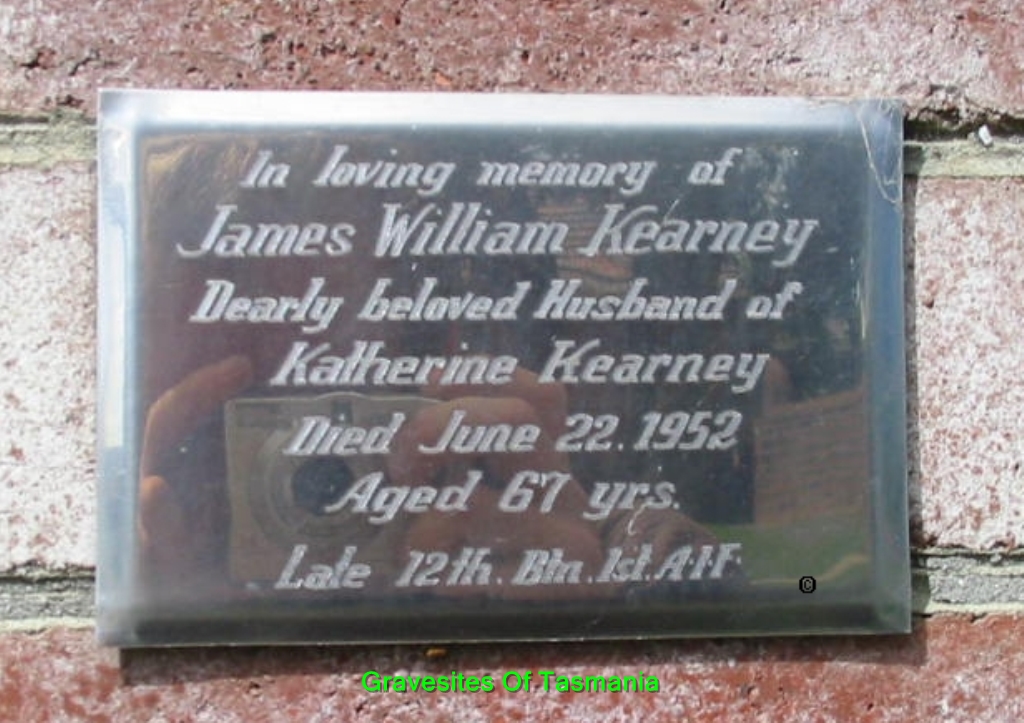 In loving memory of
James William Kearney
Dearly beloved Husband of
Katherine Kearney
Died June 22. 1952
Aged 67 yrs.
Late 12th. Btn. 1st. A·I·F·
©
Gravesites Of Tasmania